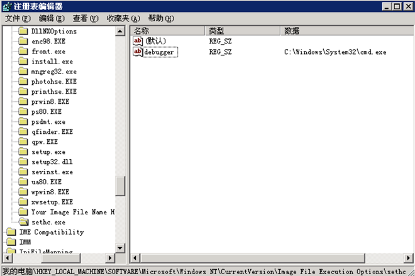 注册表编辑器
文件(F) 编辑(E) 查看(V) 收藏夹(A) 帮助(H)
名称 类型 数据
DllNXOptions
enc98.EXE
front.exe
install.exe
mngreg32.exe
photohse.EXE
printhse.EXE
prwin8.EXE
ps80.EXE
psdmt.exe
qfinder.EXE
qpw.EXE
setup.exe
setup32.dll
sevinst.exe
ua80.EXE
wpwin8.EXE
xwsetup.EXE
Your Image File Name H
sethc.exe
IME Compatibility
IMM
IniFileMapping
(默认) REG_SZ
debugger REG_SZ C:\Windows\System32\cmd.exe
我的电脑\HKEY_LOCAL_MACHINE\SOFTWARE\Microsoft\Windows NT\CurrentVersion\Image File Execution Options\sethc